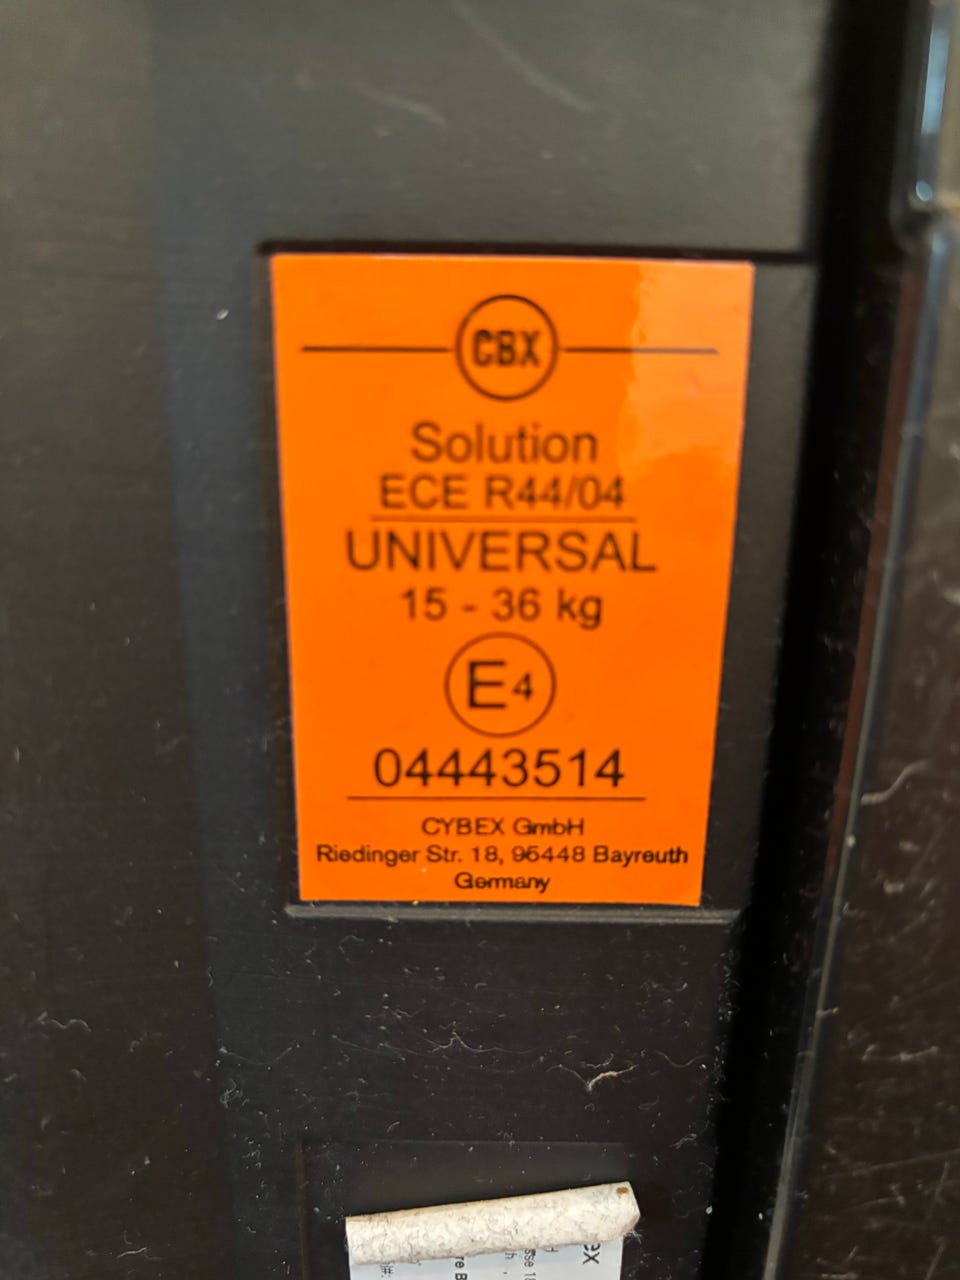 CBX
Solution
ECE R44/04
UNIVERSAL
15 - 36 kg
E4
04443514
CYBEX GmbH
Riedinger Str. 18, 95448 Bayreuth
Germany